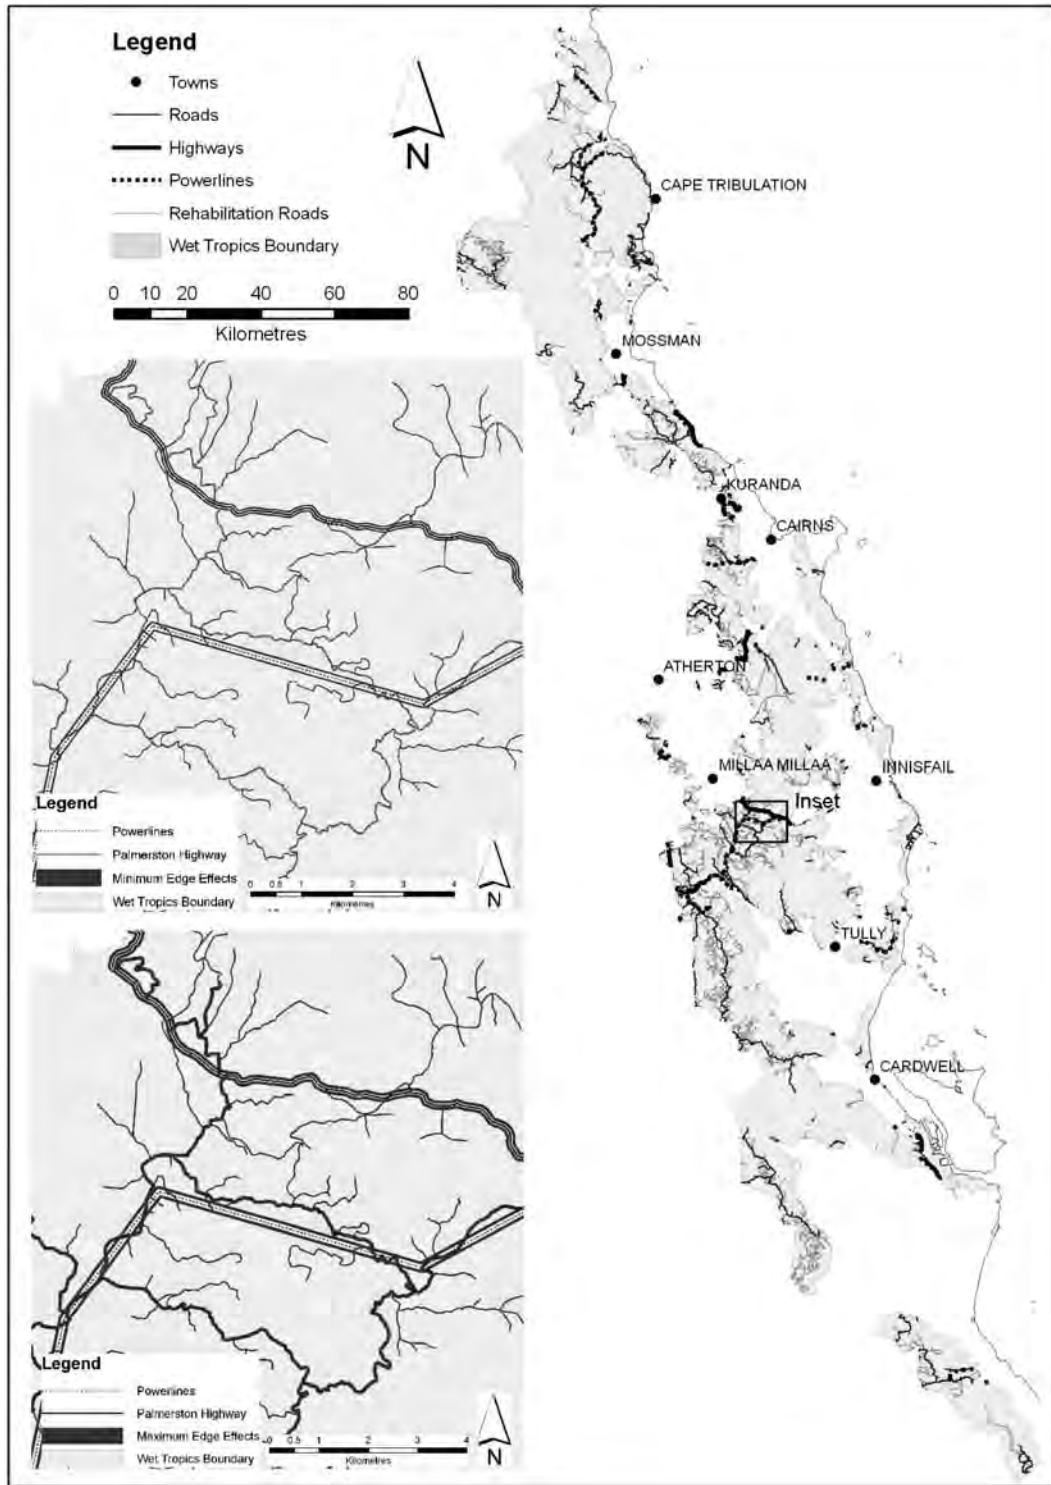 Legend
Towns
Roads
Highways
Powerlines
Rehabilitation Roads
Wet Tropics Boundary
N
0 10 20 40 60 80
Kilometres
CAPE TRIBULATION
MOSSMAN
KURANDA
CAIRNS
ATHERTON
MILLAA MILLAA
INNISFAIL
Inset
TULLY
CARDWELL
Legend
Powerlines
Palmerston Highway
Minimum Edge Effects
Wet Tropics Boundary
0 0.5 1 2 3 4
Kilometres
N
Legend
Powerlines
Palmerston Highway
Maximum Edge Effects
Wet Tropics Boundary
0 0.5 1 2 3 4
Kilometres
N